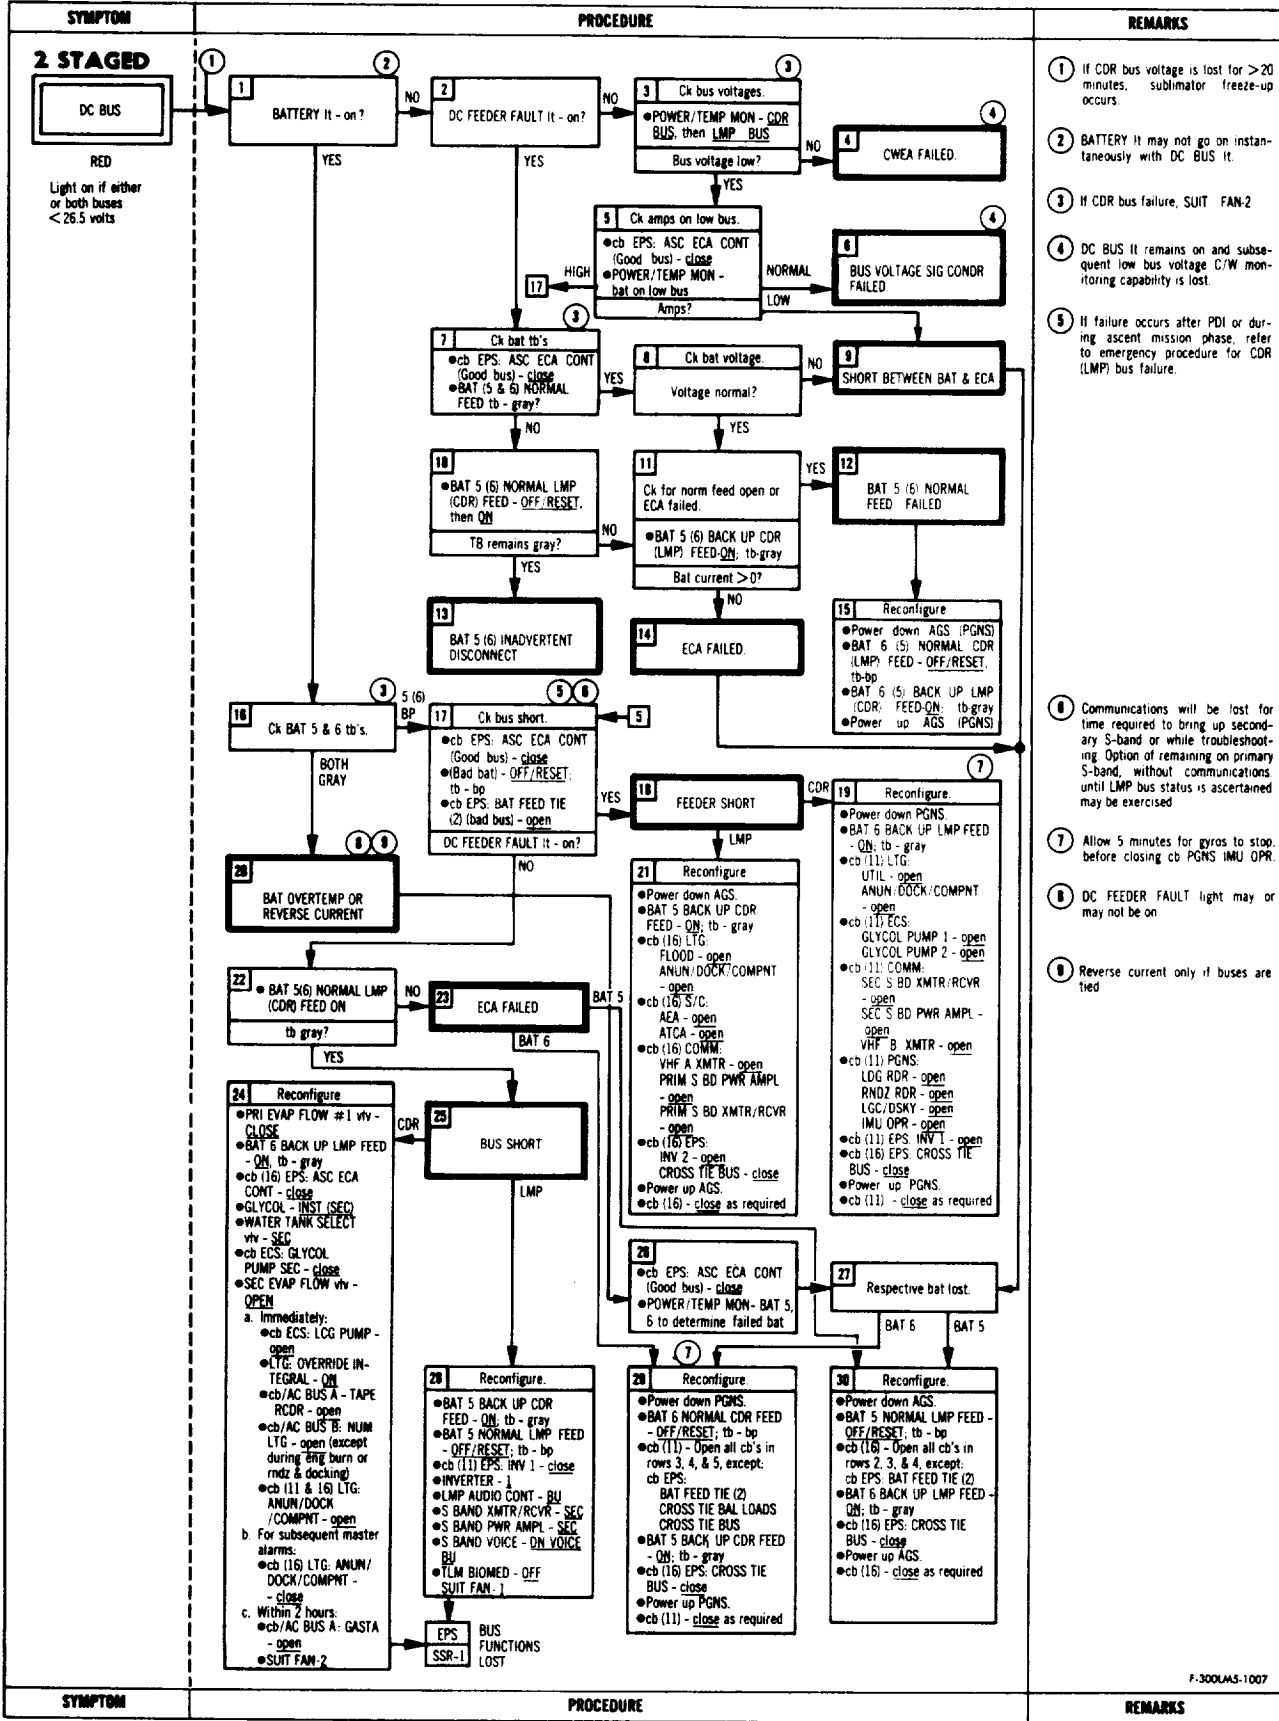 SYMPTOM
PROCEDURE
REMARKS
2 STAGED
DC BUS
RED
Light on if either
or both buses
< 26.5 volts
1
2
1
BATTERY lt - on ?
NO
YES
2
DC FEEDER FAULT lt - on?
NO
YES
3
3
Ck bus voltages.
●POWER/TEMP MON - CDR
BUS, then LMP BUS
Bus voltage low?
NO
YES
4
4
CWEA FAILED.
5
Ck amps on low bus.
●cb EPS: ASC ECA CONT
(Good bus) - close
●POWER/TEMP MON -
bat on low bus
Amps?
HIGH
17
NORMAL
LOW
4
6
BUS VOLTAGE SIG CONDR
FAILED.
3
7
Ck bat tb's
●cb EPS: ASC ECA CONT
(Good bus) - close
●BAT (5 & 6) NORMAL
FEED tb - gray?
YES
NO
8
Ck bat voltage.
Voltage normal?
NO
YES
9
SHORT BETWEEN BAT & ECA
10
●BAT 5 (6) NORMAL LMP
(CDR) FEED - OFF/RESET,
then ON
TB remains gray?
NO
YES
11
Ck for norm feed open or
ECA failed.
●BAT 5 (6) BACK UP CDR
(LMP) FEED-ON; tb-gray
Bat current > 0?
YES
NO
12
BAT 5 (6) NORMAL
FEED FAILED
13
BAT 5 (6) INADVERTENT
DISCONNECT
14
ECA FAILED.
15
Reconfigure
●Power down AGS (PGNS)
●BAT 6 (5) NORMAL CDR
(LMP) FEED - OFF/RESET,
tb-bp
●BAT 6 (5) BACK UP LMP
(CDR) FEED-ON; tb-gray
●Power up AGS (PGNS)
3
16
Ck BAT 5 & 6 tb's.
5 (6)
BP
BOTH
GRAY
5
6
17
Ck bus short.
5
●cb EPS: ASC ECA CONT
(Good bus) - close
●(Bad bat) - OFF/RESET;
tb - bp
●cb EPS: BAT FEED TIE
(2) (bad bus) - open
DC FEEDER FAULT lt - on?
YES
NO
18
FEEDER SHORT
CDR
LMP
7
19
Reconfigure.
●Power down PGNS.
●BAT 6 BACK UP LMP FEED
- ON; tb - gray
●cb (11) LTG:
UTIL - open
ANUN/DOCK/COMPNT
- open
●cb (11) ECS:
GLYCOL PUMP 1 - open
GLYCOL PUMP 2 - open
●cb (11) COMM:
SEC S BD XMTR/RCVR
- open
SEC S BD PWR AMPL -
open
VHF B XMTR - open
●cb (11) PGNS:
LDG RDR - open
RNDZ RDR - open
LGC/DSKY - open
IMU OPR - open
●cb (11) EPS: INV 1 - open
●cb (16) EPS: CROSS TIE
BUS - close
●Power up PGNS.
●cb (11) - close as required
8
9
20
BAT OVERTEMP OR
REVERSE CURRENT
21
Reconfigure
●Power down AGS.
●BAT 5 BACK UP CDR
FEED - ON; tb - gray
●cb (16) LTG:
FLOOD - open
ANUN/DOCK/COMPNT
- open
●cb (16) S/C:
AEA - open
ATCA - open
●cb (16) COMM:
VHF A XMTR - open
PRIM S BD PWR AMPL
- open
PRIM S BD XMTR/RCVR
- open
●cb (16) EPS:
INV 2 - open
CROSS TIE BUS - close
●Power up AGS.
●cb (16) - close as required
22
● BAT 5(6) NORMAL LMP
(CDR) FEED ON
tb gray?
NO
YES
23
ECA FAILED
BAT 5
BAT 6
24
Reconfigure
●PRI EVAP FLOW #1 vlv -
CLOSE
●BAT 6 BACK UP LMP FEED
- ON, tb - gray
●cb (16) EPS: ASC ECA
CONT - close
●GLYCOL - INST (SEC)
●WATER TANK SELECT
vlv - SEC
●cb ECS: GLYCOL
PUMP SEC - close
●SEC EVAP FLOW vlv -
OPEN
a. Immediately:
●cb ECS: LCG PUMP -
open
●LTG: OVERRIDE IN-
TEGRAL - ON
●cb/AC BUS A - TAPE
RCDR - open
●cb/AC BUS B: NUM
LTG - open (except
during eng burn or
rndz & docking)
●cb (11 & 16) LTG:
ANUN/DOCK
/COMPNT - open
b. For subsequent master
alarms:
●cb (16) LTG: ANUN/
DOCK/COMPNT -
- close
c. Within 2 hours:
●cb/AC BUS A: GASTA
- open
●SUIT FAN-2
25
BUS SHORT
CDR
LMP
26
●cb EPS: ASC ECA CONT
(Good bus) - close
●POWER/TEMP MON- BAT 5,
6 to determine failed bat
27
Respective bat lost.
BAT 6
BAT 5
28
Reconfigure.
●BAT 5 BACK UP CDR
FEED - ON; tb - gray
●BAT 5 NORMAL LMP FEED
- OFF/RESET; tb - bp
●cb (11) EPS: INV 1 - close
●INVERTER - 1
●LMP AUDIO CONT - BU
●S BAND XMTR/RCVR - SEC
●S BAND PWR AMPL - SEC
●S BAND VOICE - DN VOICE
BU
●TLM BIOMED - OFF
SUIT FAN- 1
EPS
SSR-1
BUS
FUNCTIONS
LOST
7
29
Reconfigure.
●Power down PGNS.
●BAT 6 NORMAL CDR FEED
- OFF/RESET; tb - bp
●cb (11) - Open all cb's in
rows 3, 4, & 5, except:
cb EPS:
BAT FEED TIE (2)
CROSS TIE BAL LOADS
CROSS TIE BUS
●BAT 5 BACK UP CDR FEED
- ON; tb - gray
●cb (16) EPS: CROSS TIE
BUS - close
●Power up PGNS.
●cb (11) - close as required
30
Reconfigure.
●Power down AGS.
●BAT 5 NORMAL LMP FEED -
OFF/RESET; tb - bp
●cb (16) - Open all cb's in
rows 2, 3, & 4, except:
cb EPS: BAT FEED TIE (2)
●BAT 6 BACK UP LMP FEED -
ON; tb - gray
●cb (16) EPS: CROSS TIE
BUS - close
●Power up AGS.
●cb (16) - close as required
1 If CDR bus voltage is lost for >20
minutes, sublimator freeze-up
occurs.
2 BATTERY lt may not go on instan-
taneously with DC BUS lt.
3 If CDR bus failure, SUIT FAN-2
4 DC BUS lt remains on and subse-
quent low bus voltage C/W mon-
itoring capability is lost.
5 If failure occurs after PDI or dur-
ing ascent mission phase, refer
to emergency procedure for CDR
(LMP) bus failure.
6 Communications will be lost for
time required to bring up second-
ary S-band or while troubleshoot-
ing Option of remaining on primary
S-band, without communications
until LMP bus status is ascertained
may be exercised
7 Allow 5 minutes for gyros to stop.
before closing cb PGNS IMU OPR.
8 DC FEEDER FAULT light may or
may not be on
9 Reverse current only if buses are
tied
F-300LM5-1007
SYMPTOM
PROCEDURE
REMARKS